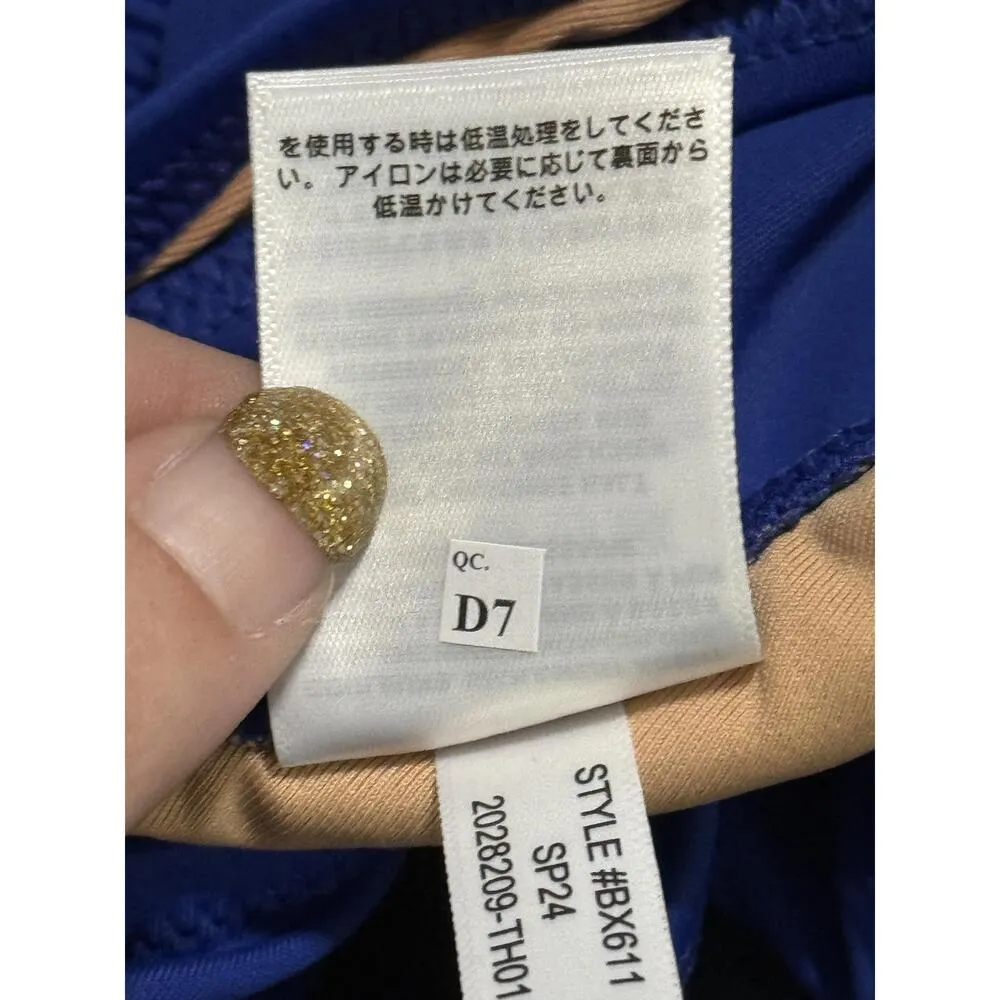 を使用する時は低温処理をしてくださ
い。アイロンは必要に応じて裏面から
低温かけてください。
QC.
D7
STYLE #BX611
SP24
2028209-TH01